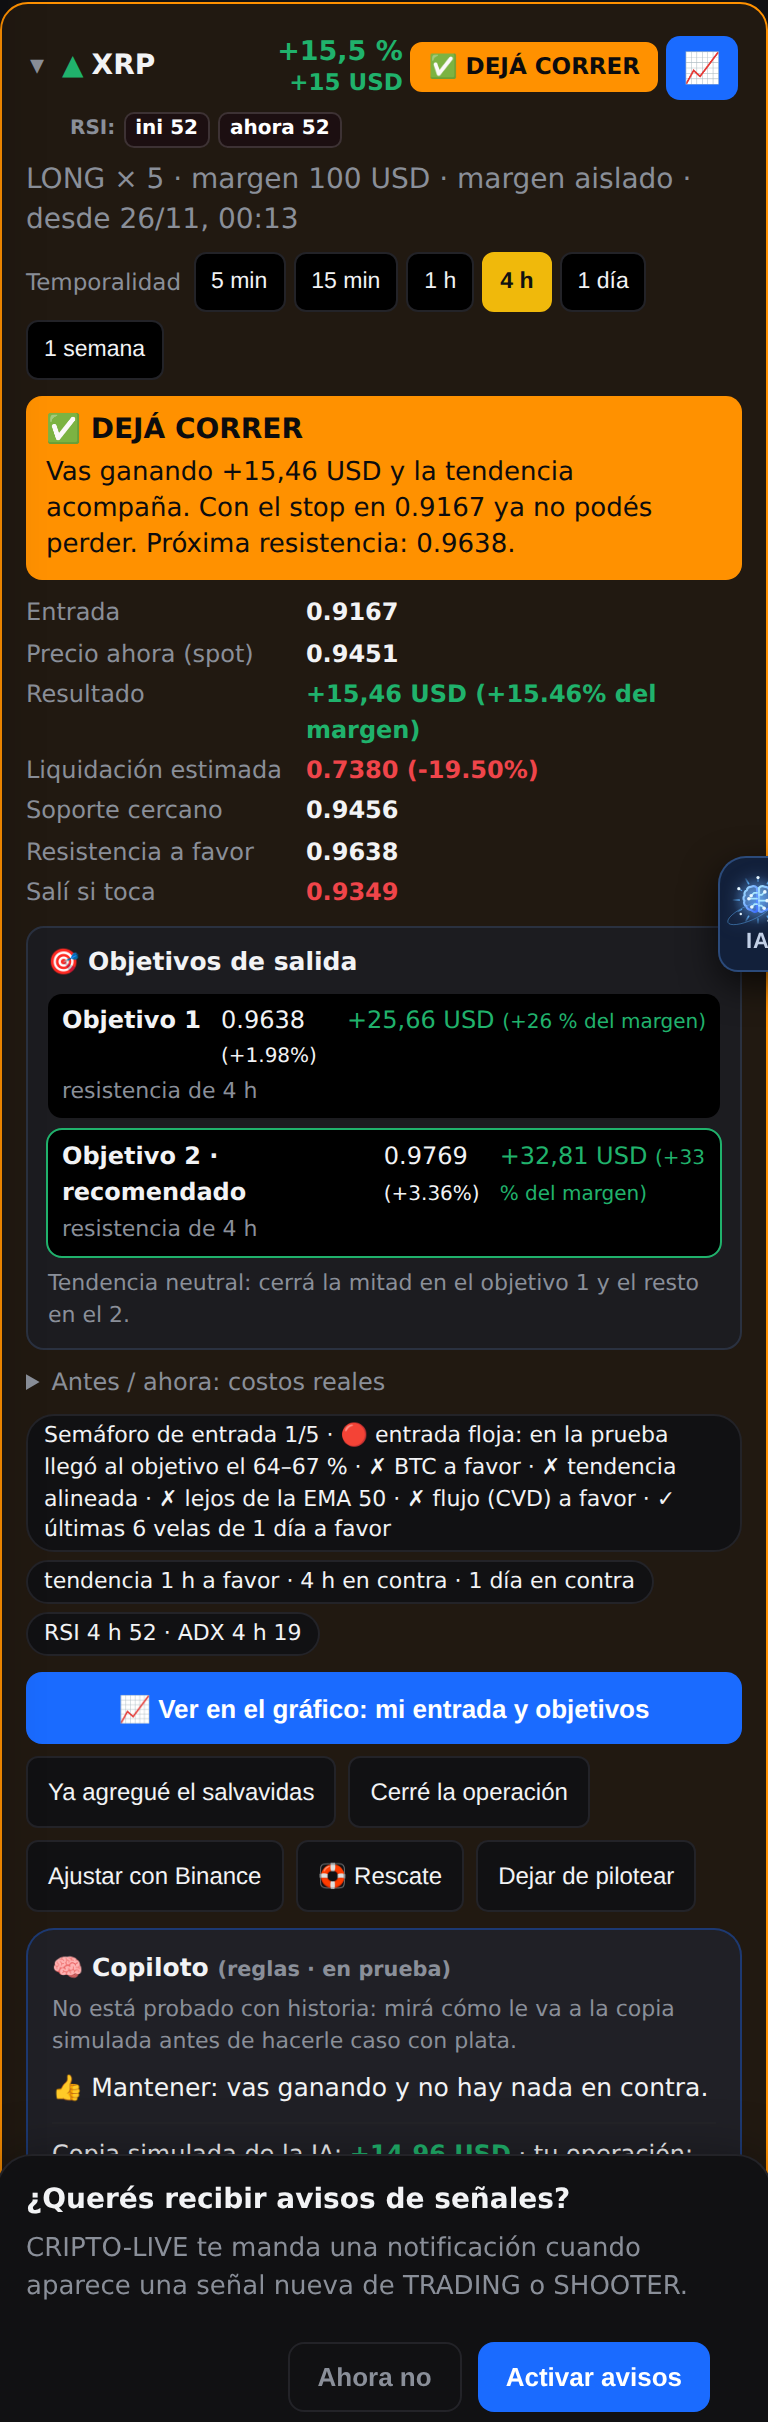 ▼ ▲ XRP
+15,5 %
+15 USD
✅ DEJÁ CORRER
RSI: ini 52 ahora 52
LONG × 5 · margen 100 USD · margen aislado ·
desde 26/11, 00:13
Temporalidad 5 min 15 min 1 h 4 h 1 día
1 semana
✅ DEJÁ CORRER
Vas ganando +15,46 USD y la tendencia
acompaña. Con el stop en 0.9167 ya no podés
perder. Próxima resistencia: 0.9638.
Entrada 0.9167
Precio ahora (spot) 0.9451
Resultado +15,46 USD (+15.46% del
margen)
Liquidación estimada 0.7380 (-19.50%)
Soporte cercano 0.9456
Resistencia a favor 0.9638
Salí si toca 0.9349
IA
🎯 Objetivos de salida
Objetivo 1 0.9638 +25,66 USD (+26 % del margen)
(+1.98%)
resistencia de 4 h
Objetivo 2 · 0.9769 +32,81 USD (+33
recomendado (+3.36%) % del margen)
resistencia de 4 h
Tendencia neutral: cerrá la mitad en el objetivo 1 y el resto
en el 2.
▶ Antes / ahora: costos reales
Semáforo de entrada 1/5 · 🔴 entrada floja: en la prueba
llegó al objetivo el 64–67 % · ✗ BTC a favor · ✗ tendencia
alineada · ✗ lejos de la EMA 50 · ✗ flujo (CVD) a favor · ✓
últimas 6 velas de 1 día a favor
tendencia 1 h a favor · 4 h en contra · 1 día en contra
RSI 4 h 52 · ADX 4 h 19
📈 Ver en el gráfico: mi entrada y objetivos
Ya agregué el salvavidas Cerré la operación
Ajustar con Binance 🛟 Rescate Dejar de pilotear
🧠 Copiloto (reglas · en prueba)
No está probado con historia: mirá cómo le va a la copia
simulada antes de hacerle caso con plata.
👍 Mantener: vas ganando y no hay nada en contra.
Copia simulada de la IA: +14,96 USD · tu operación:
¿Querés recibir avisos de señales?
CRIPTO-LIVE te manda una notificación cuando
aparece una señal nueva de TRADING o SHOOTER.
Ahora no Activar avisos